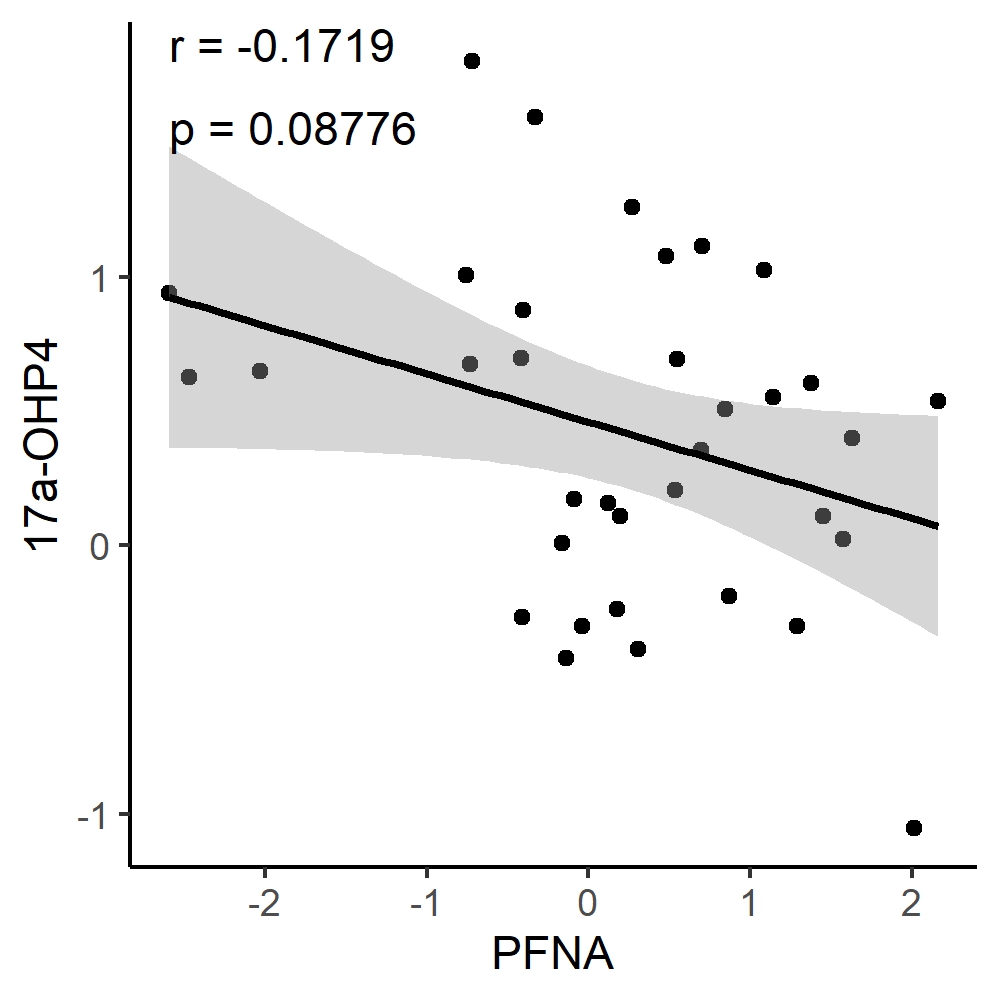 r = -0.1719
p = 0.08776
17a-OHP4
1
0
-1
-2 -1 0 1 2
PFNA